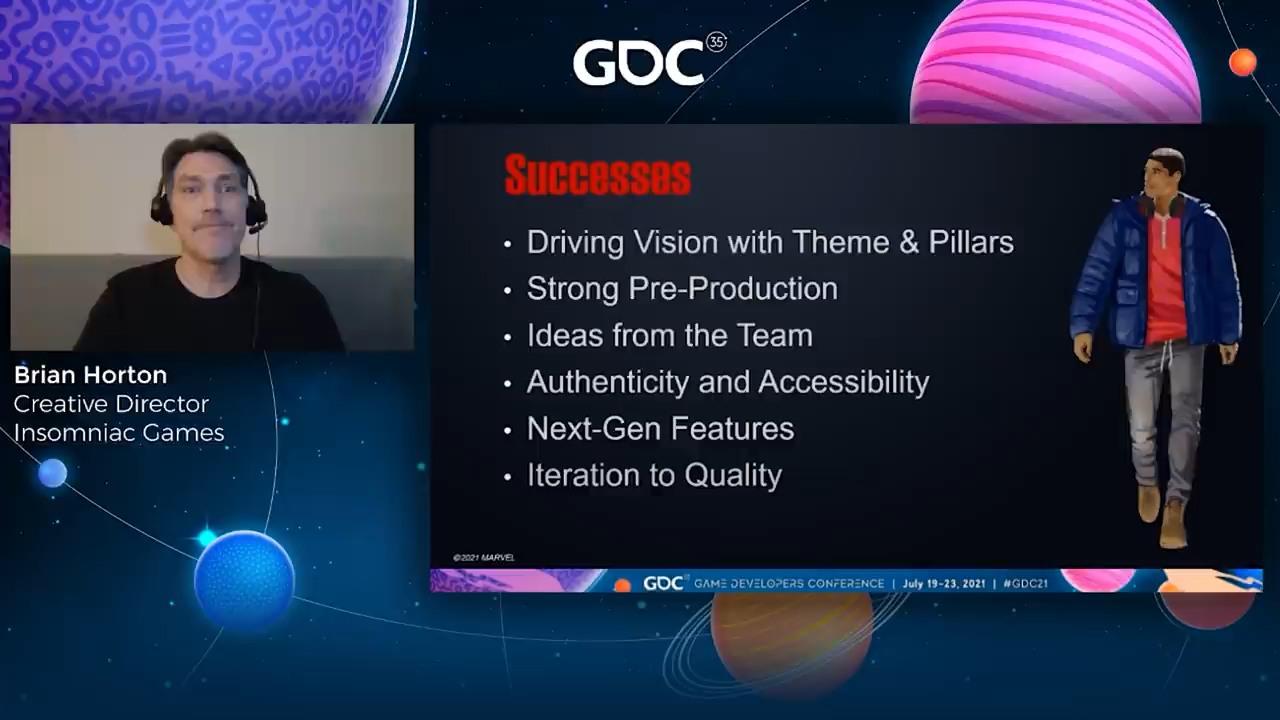 GDC 35
Brian Horton
Creative Director
Insomniac Games
Successes
• Driving Vision with Theme & Pillars
• Strong Pre-Production
• Ideas from the Team
• Authenticity and Accessibility
• Next-Gen Features
• Iteration to Quality
©2021 MARVEL
GDC GAME DEVELOPERS CONFERENCE | July 19-23, 2021 | #GDC21